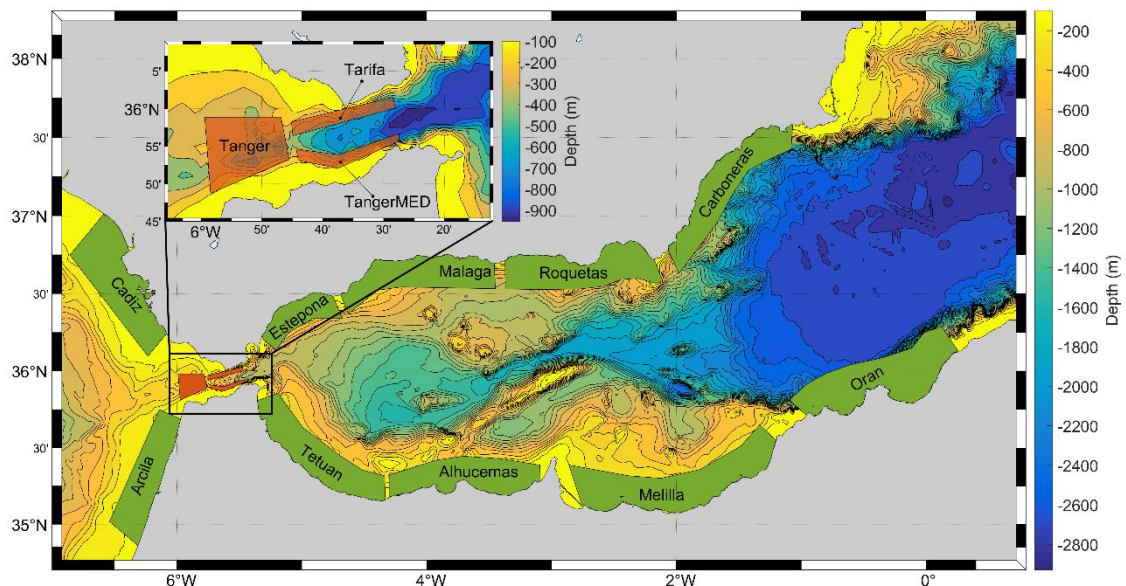 38°N
30'
37°N
30'
36°N
30'
35°N
6°W
4°W
2°W
0°
5'
36°N
55'
50'
45'
6°W
50'
40'
30'
20'
Tarifa
Tanger
TangerMED
-100
-200
-300
-400
-500
-600
-700
-800
-900
Depth (m)
Cadiz
Arcila
Estepona
Malaga
Roquetas
Carboneras
Tetuan
Alhucemas
Melilla
Oran
-200
-400
-600
-800
-1000
-1200
-1400
-1600
-1800
-2000
-2200
-2400
-2600
-2800
Depth (m)